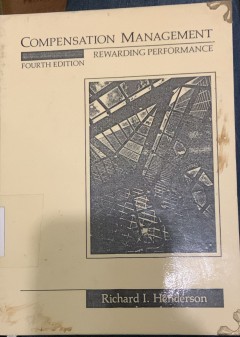 COMPENSATION MANAGEMENT
REWARDING PERFORMANCE
FOURTH EDITION
Richard I. Henderson